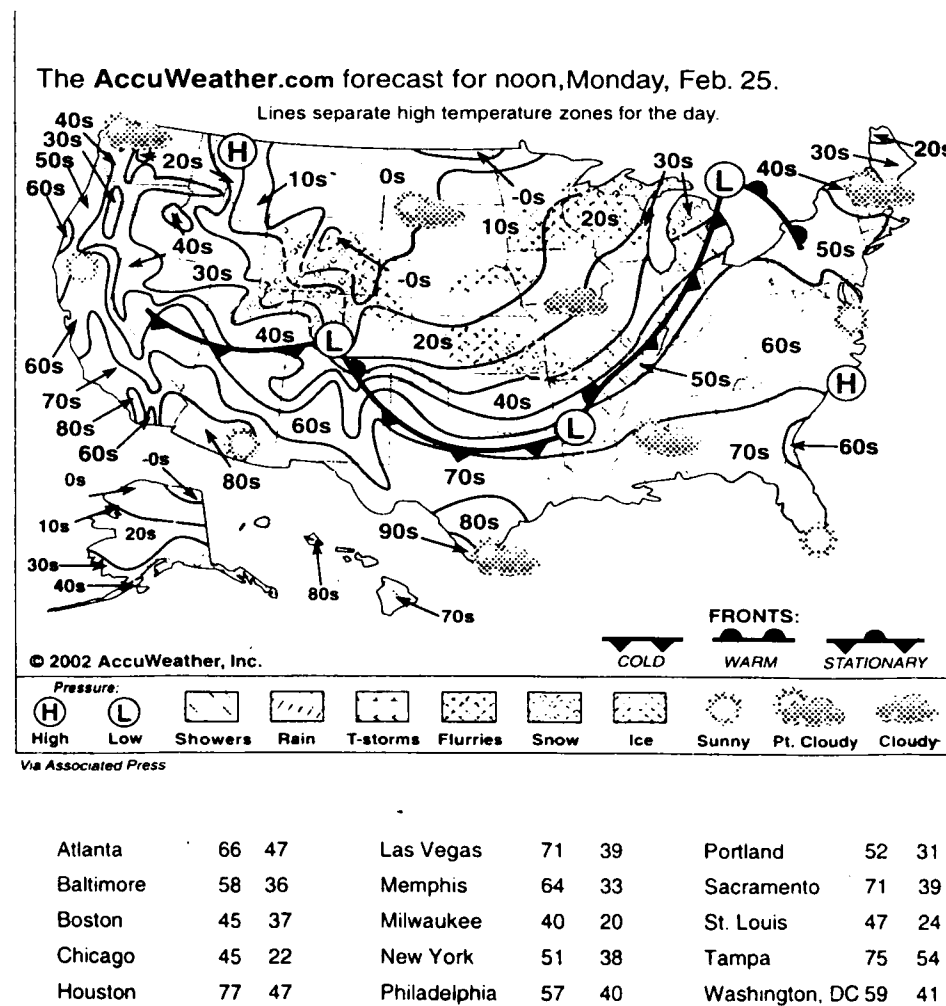 The AccuWeather.com forecast for noon, Monday, Feb. 25.
Lines separate high temperature zones for the day.
40s
30s
50s
60s
20s
H
10s
0s
-0s
30s
L
40s
30s
20s
10s
20s
40s
30s
-0s
50s
40s
L
20s
60s
60s
50s
H
70s
40s
80s
60s
L
60s
80s
70s
70s
60s
0s
-0s
10s
20s
90s
80s
30s
40s
80s
70s
FRONTS:
© 2002 AccuWeather, Inc.
COLD WARM STATIONARY
Pressure:
H L
High Low Showers Rain T-storms Flurries Snow Ice Sunny Pt. Cloudy Cloudy
Via Associated Press
Atlanta 66 47 Las Vegas 71 39 Portland 52 31
Baltimore 58 36 Memphis 64 33 Sacramento 71 39
Boston 45 37 Milwaukee 40 20 St. Louis 47 24
Chicago 45 22 New York 51 38 Tampa 75 54
Houston 77 47 Philadelphia 57 40 Washington, DC 59 41